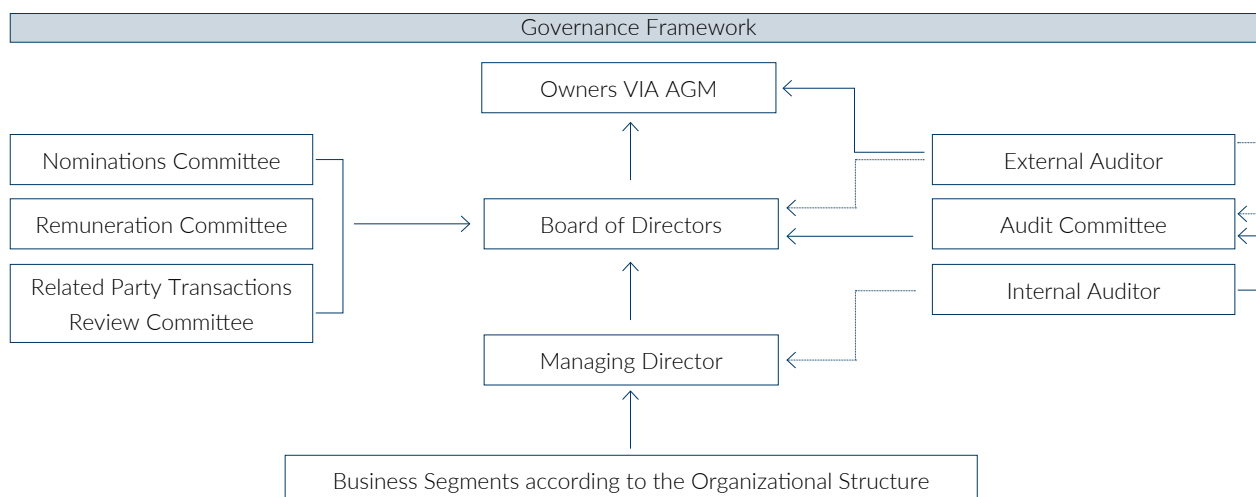 Governance Framework
Owners VIA AGM
Nominations Committee
External Auditor
Remuneration Committee
Board of Directors
Audit Committee
Related Party Transactions
Review Committee
Internal Auditor
Managing Director
Business Segments according to the Organizational Structure